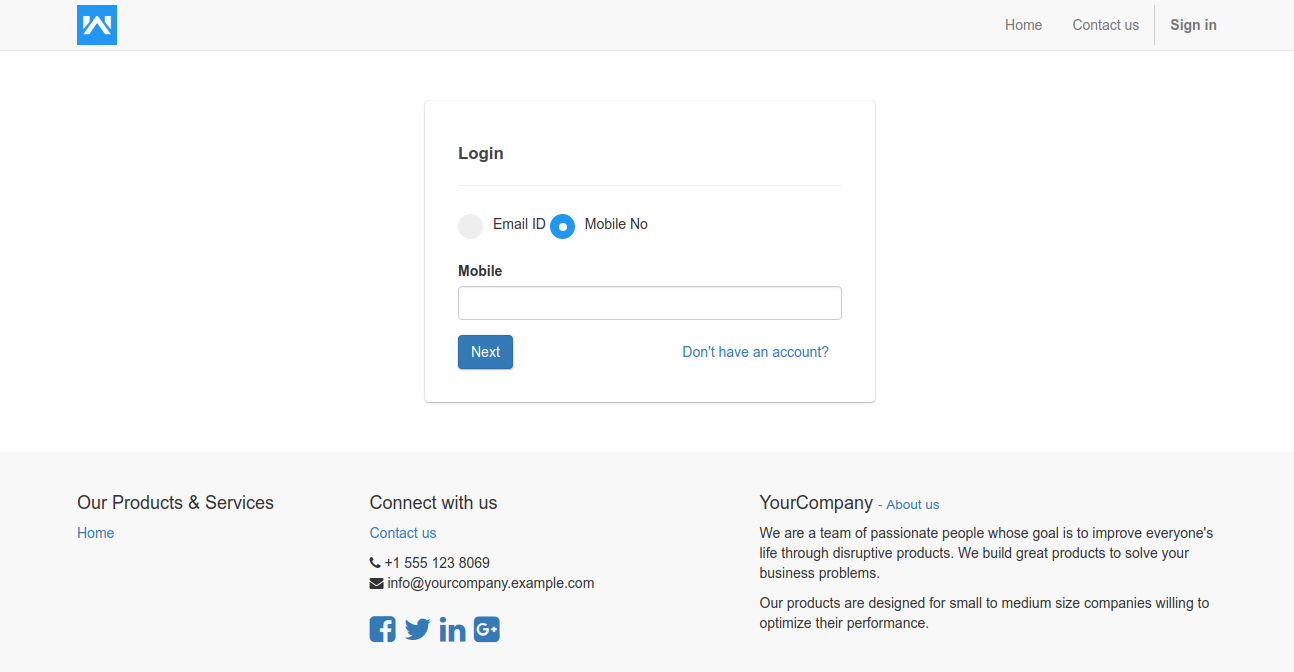 Home Contact us Sign in
Login
Email ID Mobile No
Mobile
Next Don't have an account?
Our Products & Services
Home
Connect with us
Contact us
+1 555 123 8069
info@yourcompany.example.com
YourCompany - About us
We are a team of passionate people whose goal is to improve everyone's
life through disruptive products. We build great products to solve your
business problems.
Our products are designed for small to medium size companies willing to
optimize their performance.